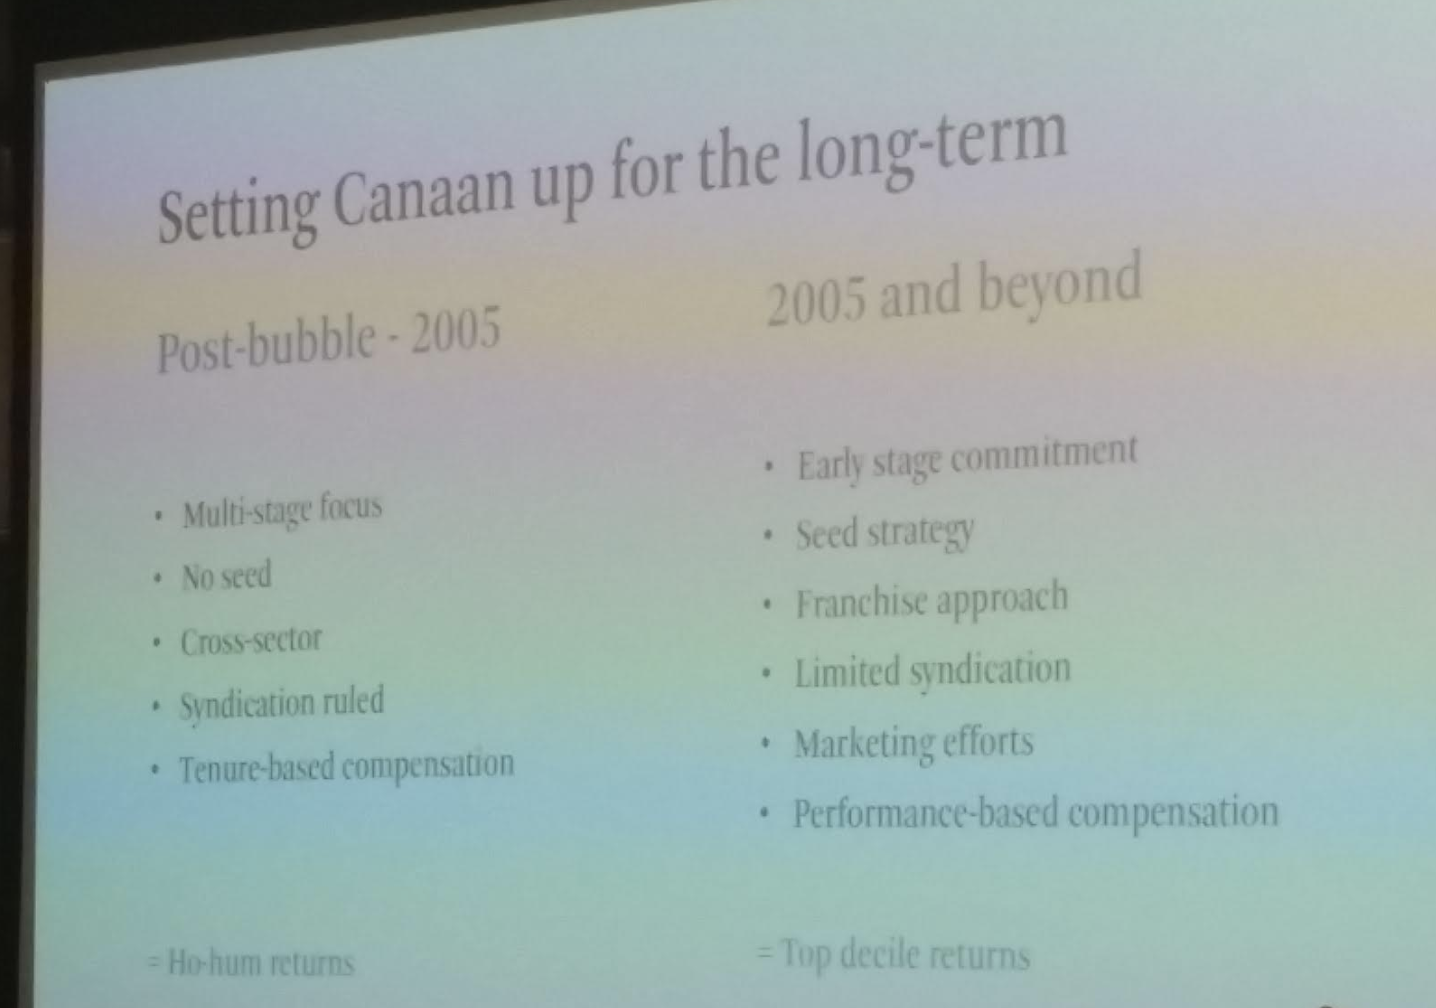 Setting Canaan up for the long-term
Post-bubble - 2005
• Multi-stage focus
• No seed
• Cross-sector
• Syndication ruled
• Tenure-based compensation
= Ho-hum returns
2005 and beyond
• Early stage commitment
• Seed strategy
• Franchise approach
• Limited syndication
• Marketing efforts
• Performance-based compensation
= Top decile returns